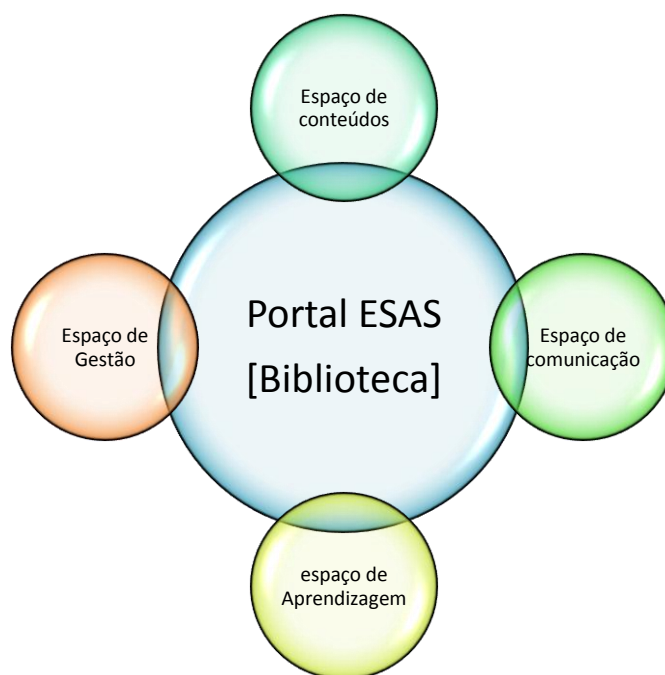 Espaço de
conteúdos
Portal ESAS
[Biblioteca]
Espaço de
Gestão
Espaço de
comunicação
espaço de
Aprendizagem